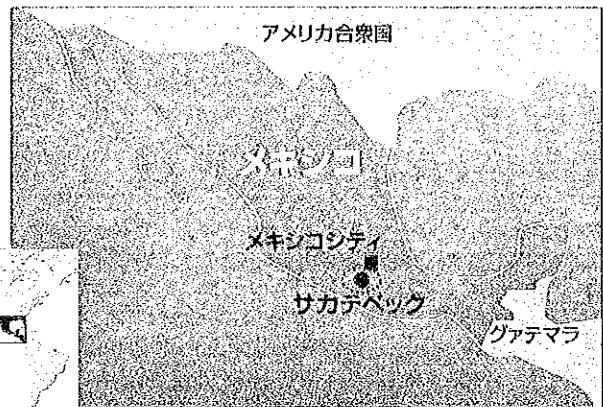 アメリカ合衆国
メキシコ
メキシコシティ
サカテペック
グァテマラ